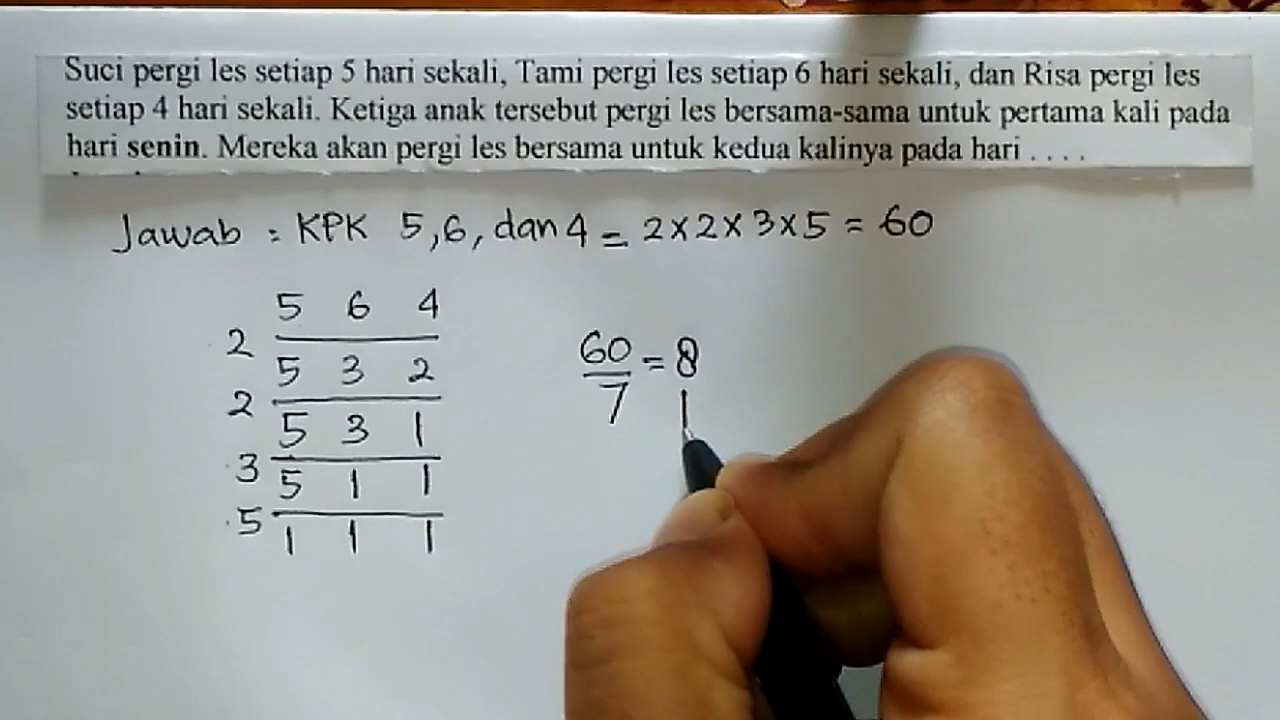 Suci pergi les setiap 5 hari sekali, Tami pergi les setiap 6 hari sekali, dan Risa pergi les
setiap 4 hari sekali. Ketiga anak tersebut pergi les bersama-sama untuk pertama kali pada
hari senin. Mereka akan pergi les bersama untuk kedua kalinya pada hari . . . .
Jawab : KPK 5, 6, dan 4 = 2 x 2 x 3 x 5 = 60
5 6 4
2
5 3 2
2
5 3 1
3
5 1 1
5
1 1 1
60/7 = 8